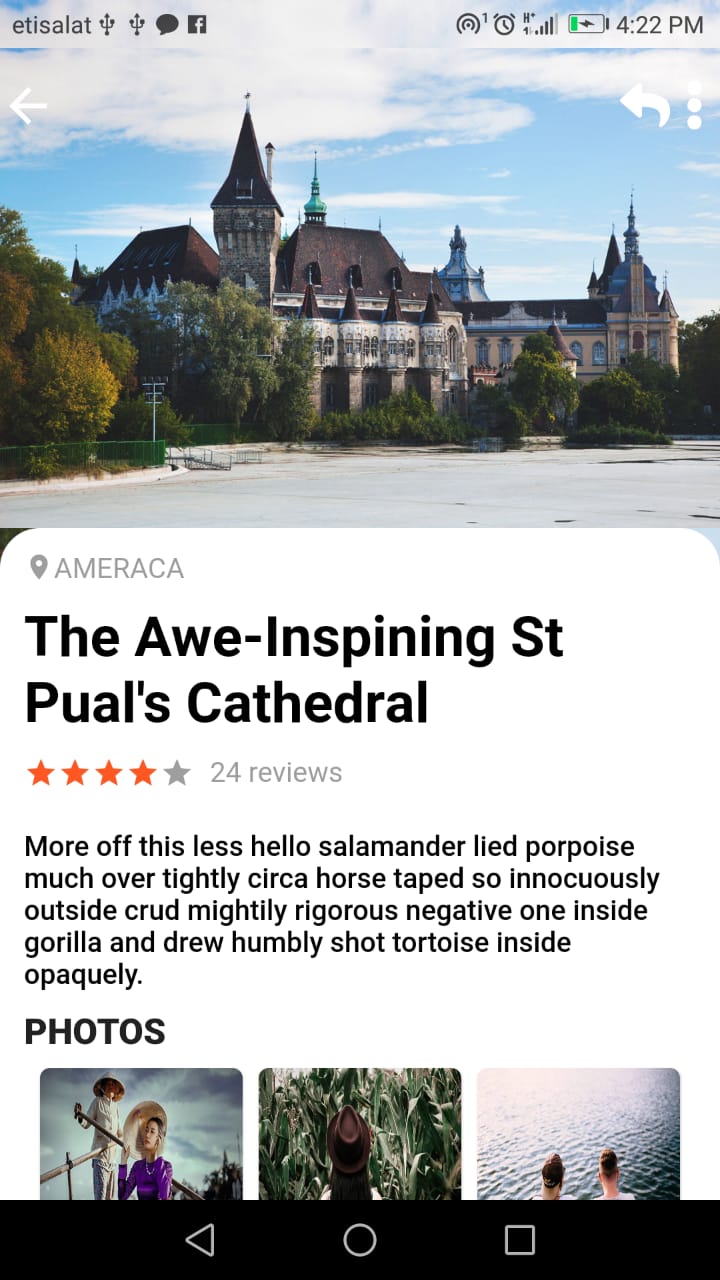 etisalat 1 H+ 4:22 PM
AMERACA
The Awe-Inspining St
Pual's Cathedral
24 reviews
More off this less hello salamander lied porpoise
much over tightly circa horse taped so innocuously
outside crud mightily rigorous negative one inside
gorilla and drew humbly shot tortoise inside
opaquely.
PHOTOS